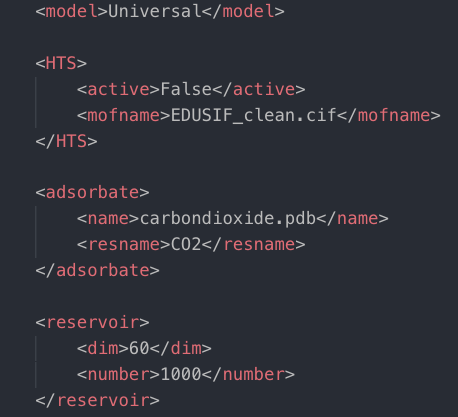 <model>Universal</model>
<HTS>
<active>False</active>
<mofname>EDUSIF_clean.cif</mofname>
</HTS>
<adsorbate>
<name>carbondioxide.pdb</name>
<resname>CO2</resname>
</adsorbate>
<reservoir>
<dim>60</dim>
<number>1000</number>
</reservoir>